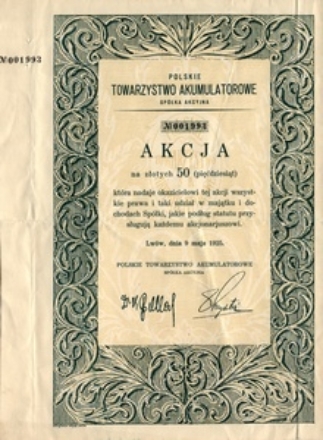 №001993
POLSKIE
TOWARZYSTWO AKUMULATOROWE
SPÓŁKA AKCYJNA
№001993
AKCJA
na złotych 50 (pięćdziesiąt)
która nadaje okazicielowi tej akcji wszyst-
kie prawa i taki udział w majątku i do-
chodach Spółki, jakie podług statutu przy-
sługują każdemu akcjonarjuszowi.
Lwów, dnia 9 maja 1925.
POLSKIE TOWARZYSTWO AKUMULATOROWE
SPÓŁKA AKCYJNA